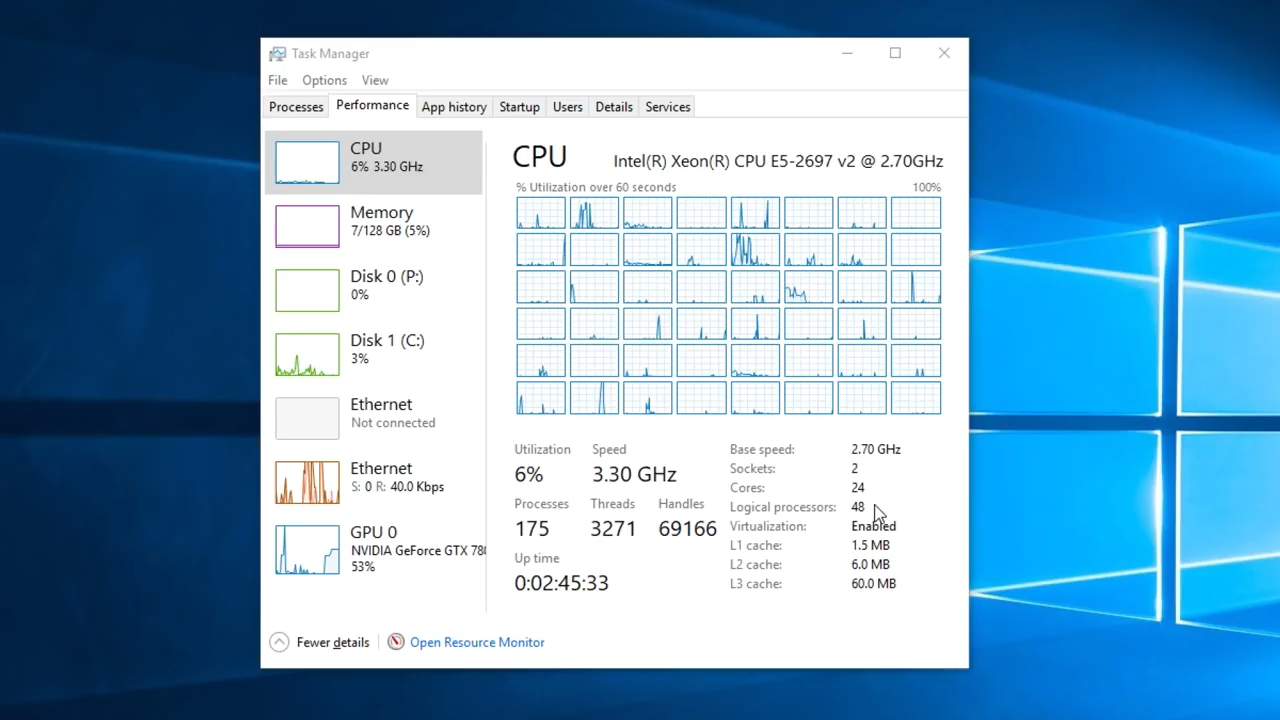 Task Manager
File Options View
Processes Performance App history Startup Users Details Services
CPU
6% 3.30 GHz
Memory
7/128 GB (5%)
Disk 0 (P:)
0%
Disk 1 (C:)
3%
Ethernet
Not connected
Ethernet
S: 0 R: 40.0 Kbps
GPU 0
NVIDIA GeForce GTX 780
53%
CPU Intel(R) Xeon(R) CPU E5-2697 v2 @ 2.70GHz
% Utilization over 60 seconds 100%
Utilization Speed
6% 3.30 GHz
Processes Threads Handles
175 3271 69166
Up time
0:02:45:33
Base speed: 2.70 GHz
Sockets: 2
Cores: 24
Logical processors: 48
Virtualization: Enabled
L1 cache: 1.5 MB
L2 cache: 6.0 MB
L3 cache: 60.0 MB
Fewer details Open Resource Monitor